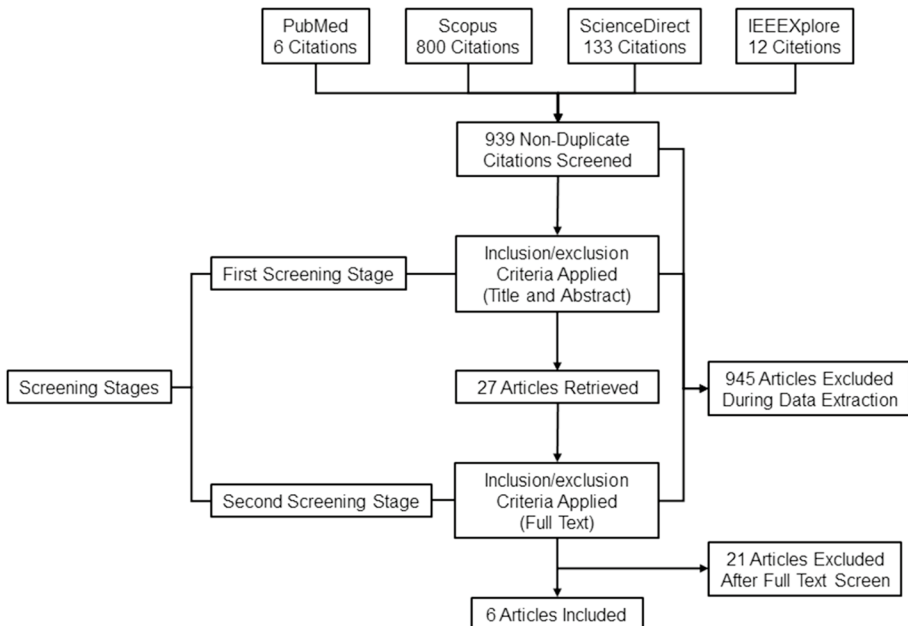 PubMed
6 Citations
Scopus
800 Citations
ScienceDirect
133 Citations
IEEEXplore
12 Citetions
939 Non-Duplicate
Citations Screened
Inclusion/exclusion
Criteria Applied
(Title and Abstract)
First Screening Stage
Screening Stages
27 Articles Retrieved
945 Articles Excluded
During Data Extraction
Second Screening Stage
Inclusion/exclusion
Criteria Applied
(Full Text)
21 Articles Excluded
After Full Text Screen
6 Articles Included